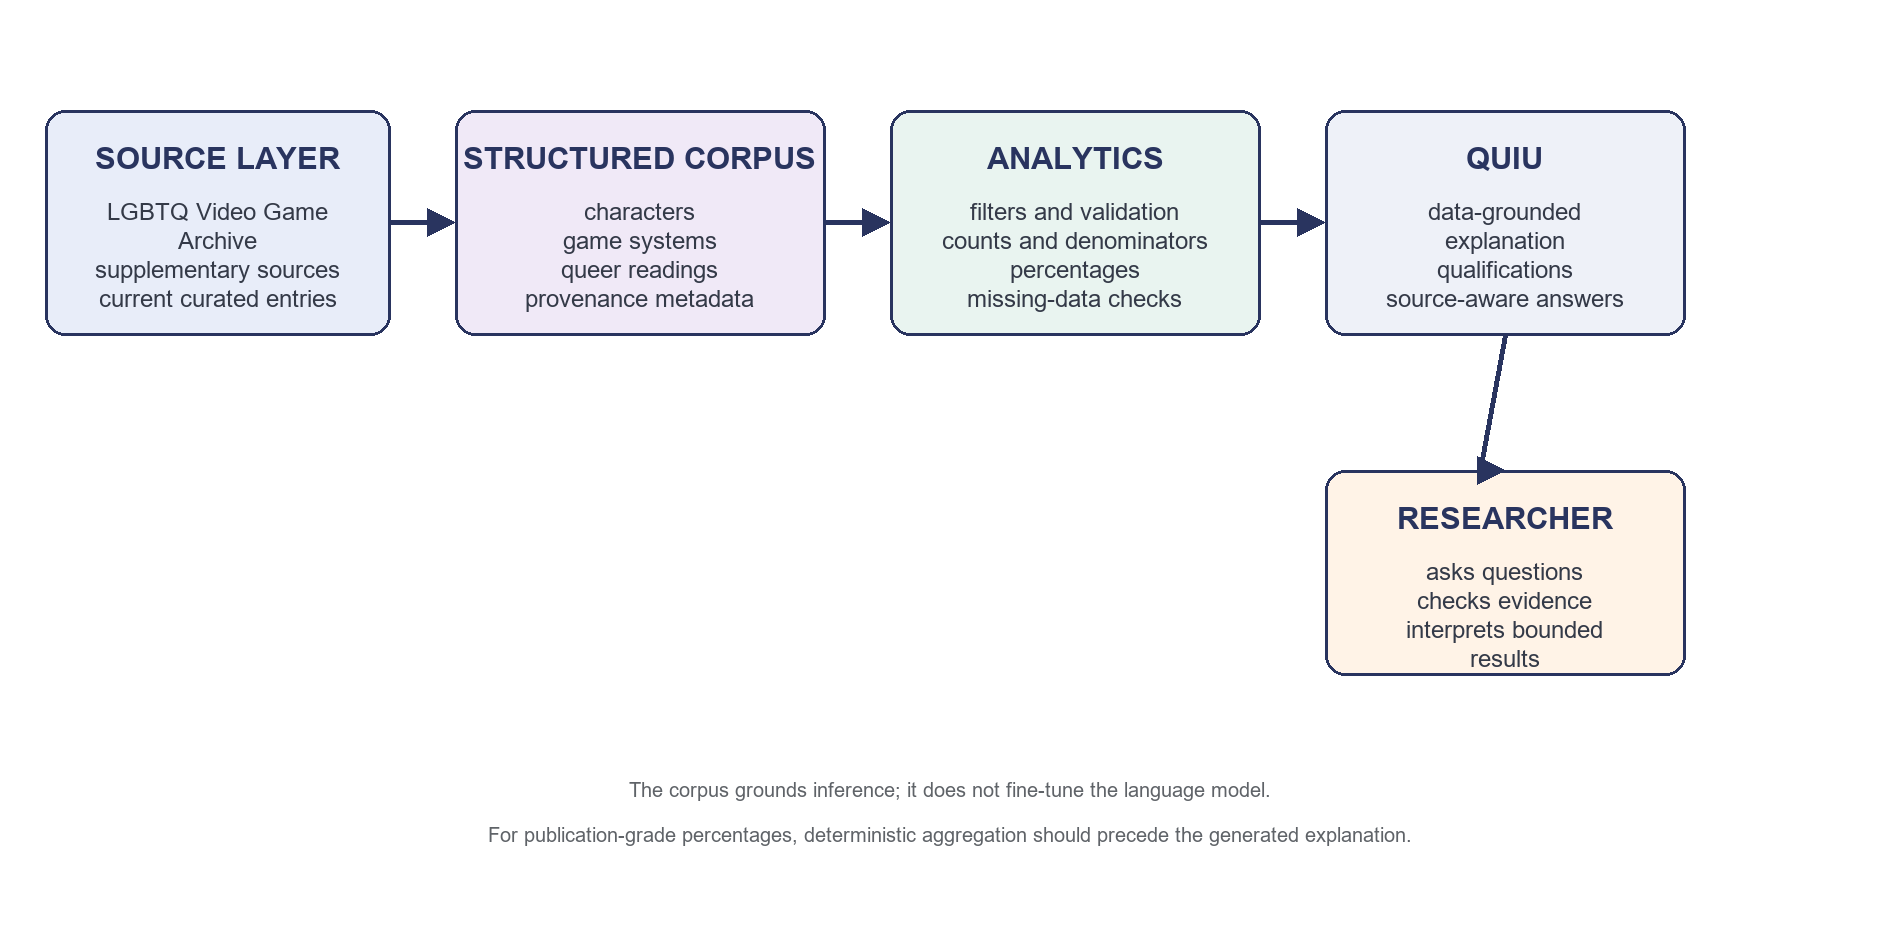 SOURCE LAYER
LGBTQ Video Game
Archive
supplementary sources
current curated entries
STRUCTURED CORPUS
characters
game systems
queer readings
provenance metadata
ANALYTICS
filters and validation
counts and denominators
percentages
missing-data checks
QUIU
data-grounded
explanation
qualifications
source-aware answers
RESEARCHER
asks questions
checks evidence
interprets bounded
results
The corpus grounds inference; it does not fine-tune the language model.
For publication-grade percentages, deterministic aggregation should precede the generated explanation.